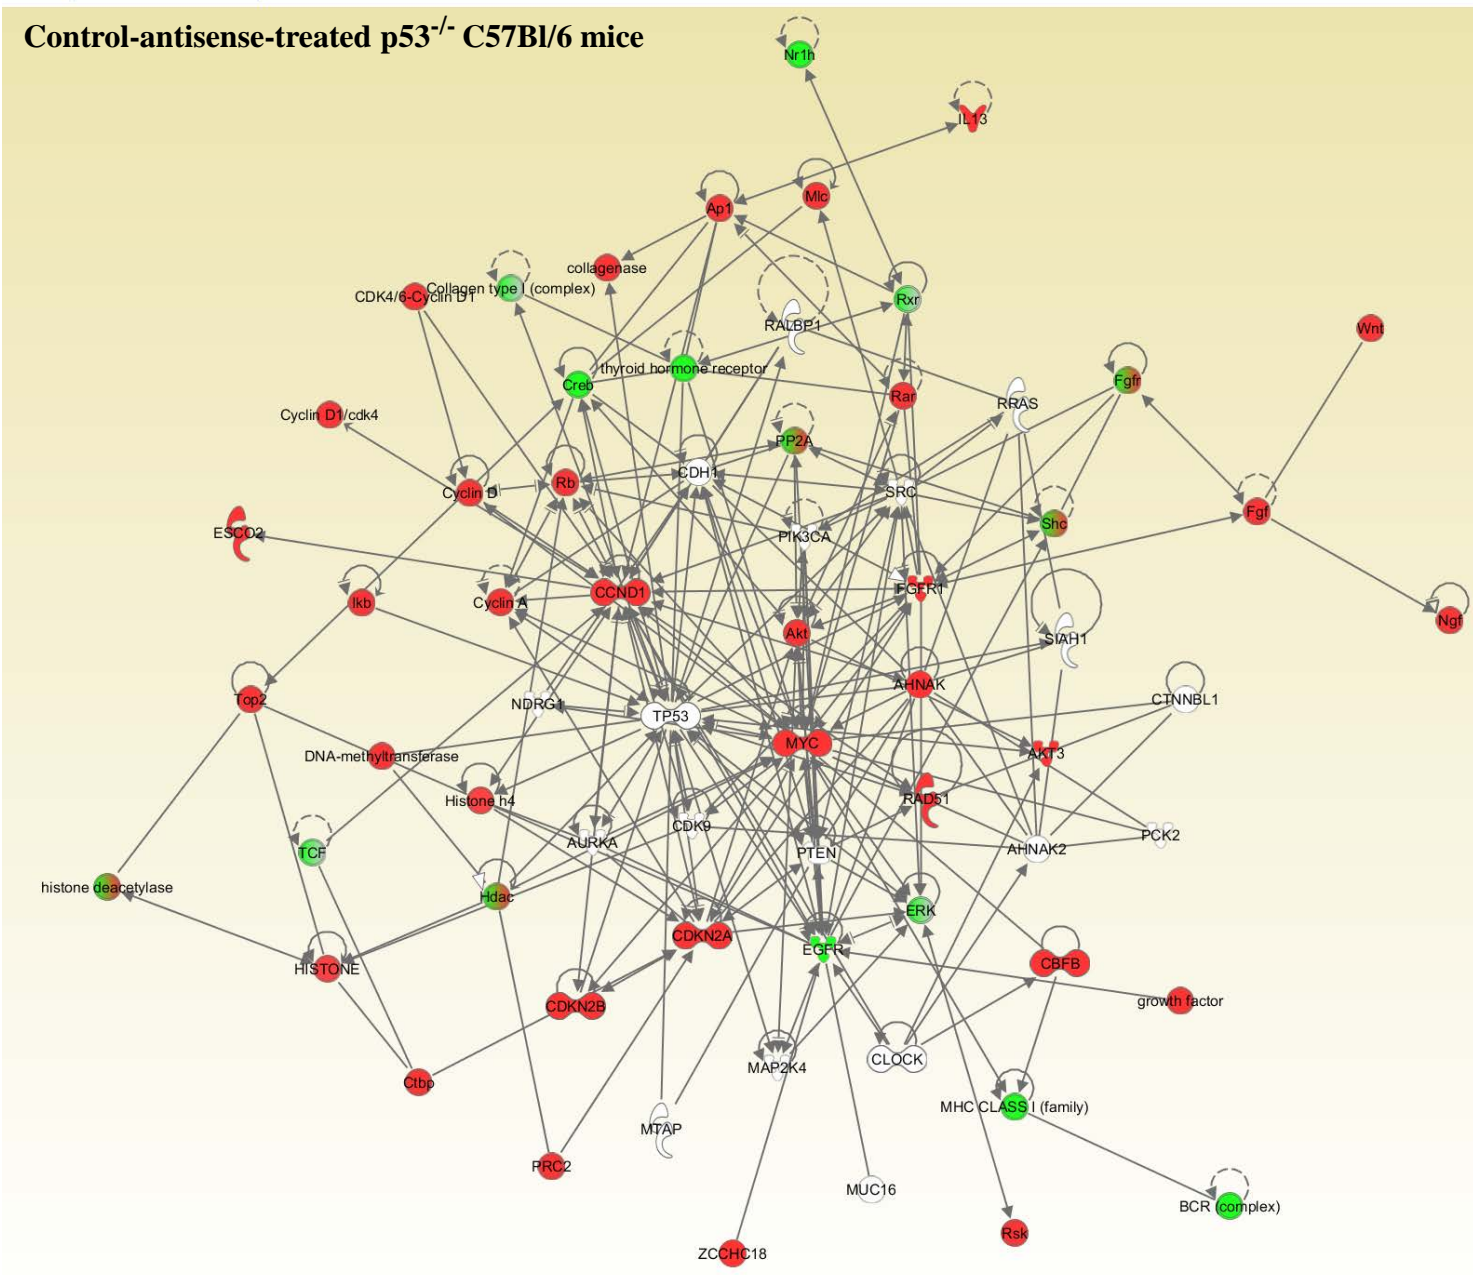 Control-antisense-treated p53-/- C57Bl/6 mice
Nr1h
IL13
Mlc
Ap1
collagenase
Collagen type I (complex)
CDK4/6-Cyclin D1
Rxr
RALBP1
Wnt
thyroid hormone receptor
Creb
Fgfr
Rar
RRAS
Cyclin D1/cdk4
PP2A
CDH1
Rb
Cyclin D
SRC
Fgf
Shc
ESCO2
PIK3CA
FGFR1
CCND1
Cyclin A
Ikb
Ngf
Akt
SIAH1
AHNAK
Top2
CTNNBL1
NDRG1
TP53
MYC
DNA-methyltransferase
AKT3
Histone h4
RAD51
CDK9
PCK2
AURKA
TCF
PTEN
AHNAK2
histone deacetylase
Hdac
ERK
CDKN2A
EGFR
CBFB
HISTONE
growth factor
CDKN2B
CLOCK
MAP2K4
Ctbp
MHC CLASS I (family)
MTAP
PRC2
MUC16
BCR (complex)
Rsk
ZCCHC18